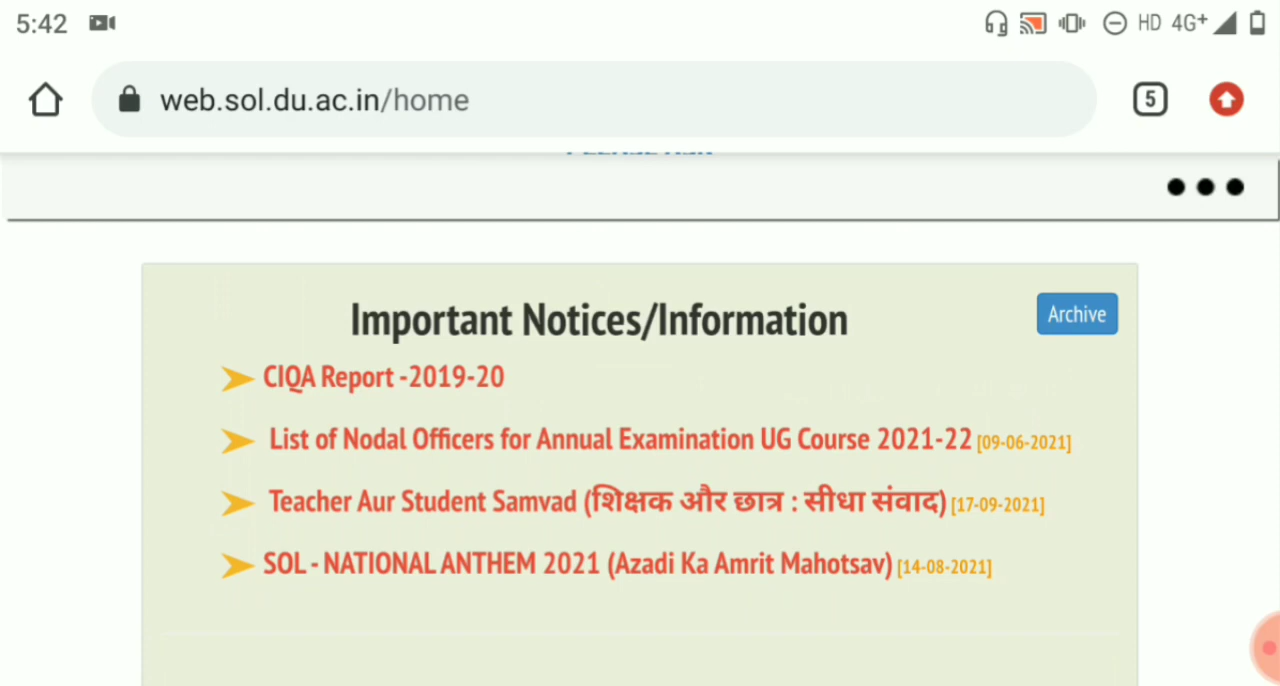 5:42 HD 4G+
web.sol.du.ac.in/home 5
Important Notices/Information
Archive
CIQA Report -2019-20
List of Nodal Officers for Annual Examination UG Course 2021-22 [09-06-2021]
Teacher Aur Student Samvad (शिक्षक और छात्र : सीधा संवाद) [17-09-2021]
SOL - NATIONAL ANTHEM 2021 (Azadi Ka Amrit Mahotsav) [14-08-2021]